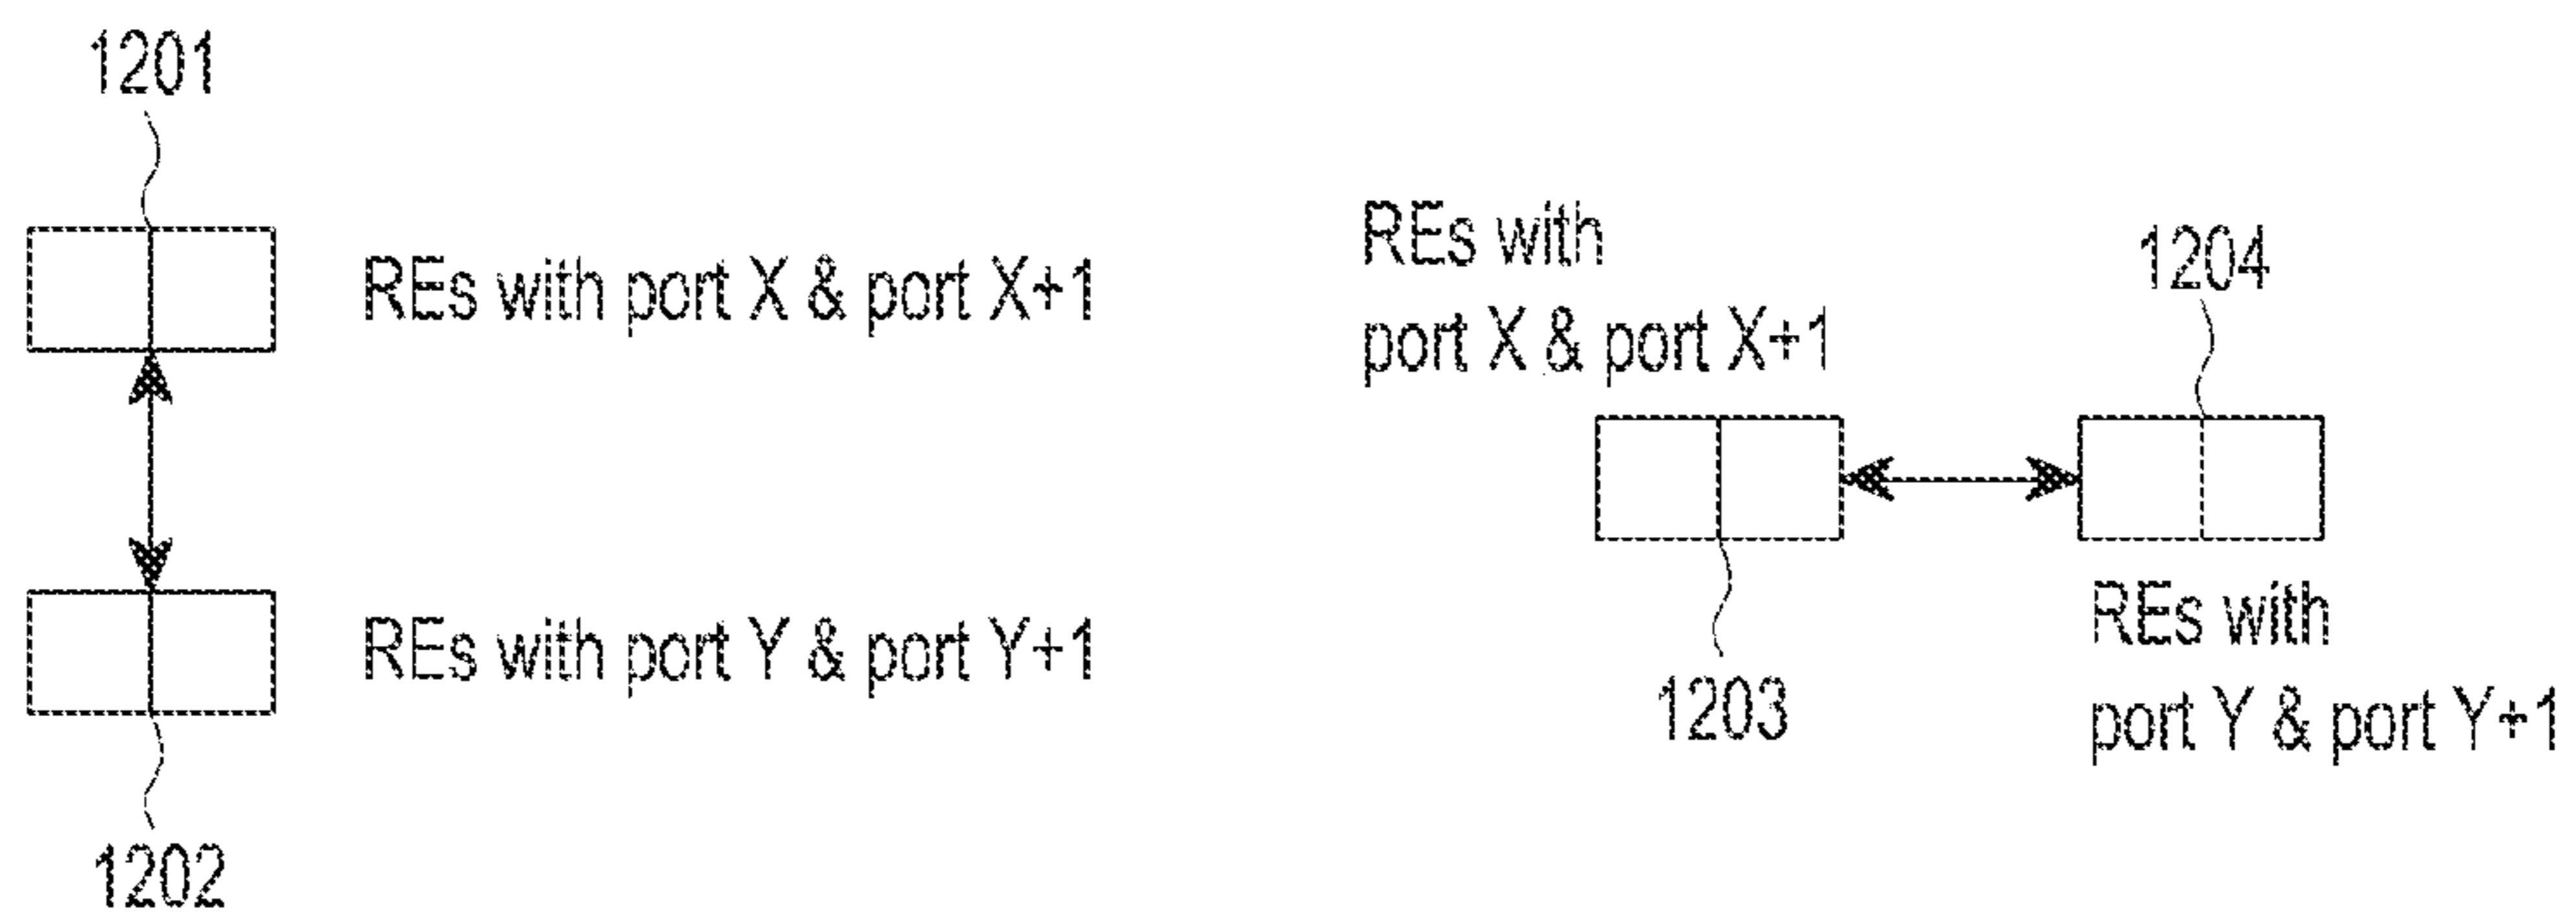 1201
REs with port X & port X+1
REs with port Y & port Y+1
1202
REs with
port X & port X+1
1204
1203
REs with
port Y & port Y+1